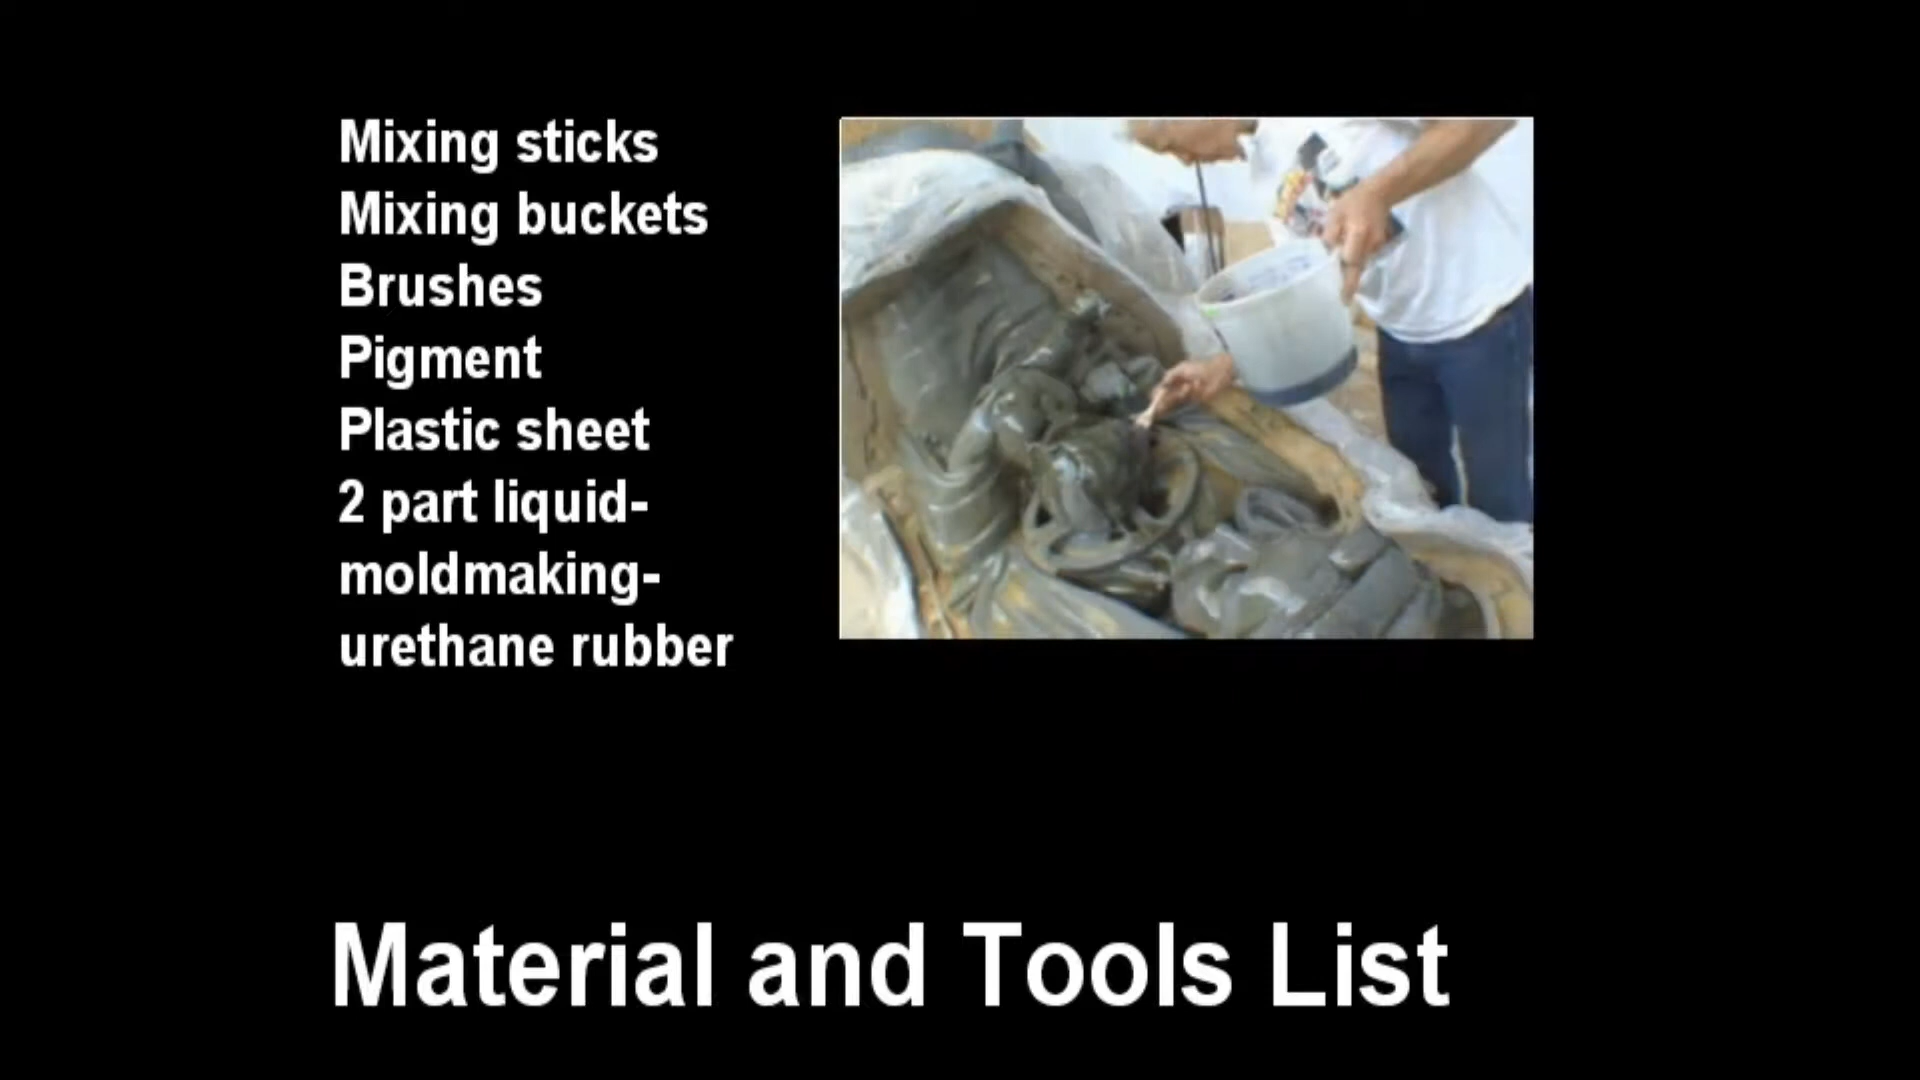 Mixing sticks
Mixing buckets
Brushes
Pigment
Plastic sheet
2 part liquid-
moldmaking-
urethane rubber
Material and Tools List